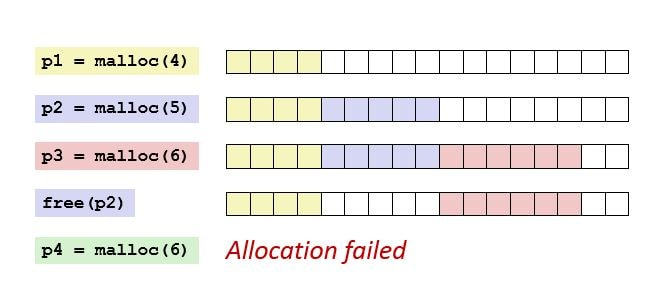 p1 = malloc(4)
p2 = malloc(5)
p3 = malloc(6)
free(p2)
p4 = malloc(6) Allocation failed